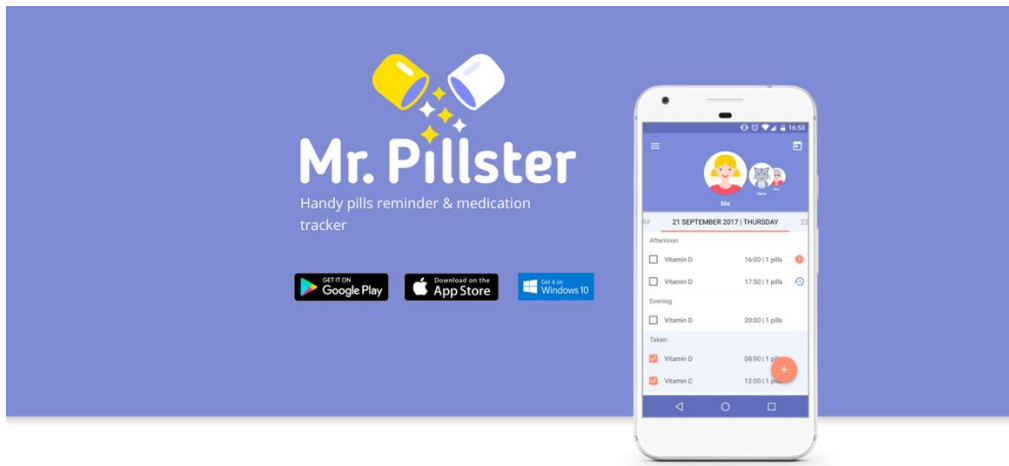 Mr. Pillster
Handy pills reminder & medication
tracker
GET IT ON
Google Play
Download on the
App Store
Get it on
Windows 10
16:53
Me
21 SEPTEMBER 2017 | THURSDAY
22
Afternoon
Vitamin D 16:00 | 1 pills
Vitamin D 17:50 | 1 pills
Evening
Vitamin D 20:00 | 1 pills
Taken
Vitamin D 08:00 | 1
Vitamin C 12:00 | 1
+